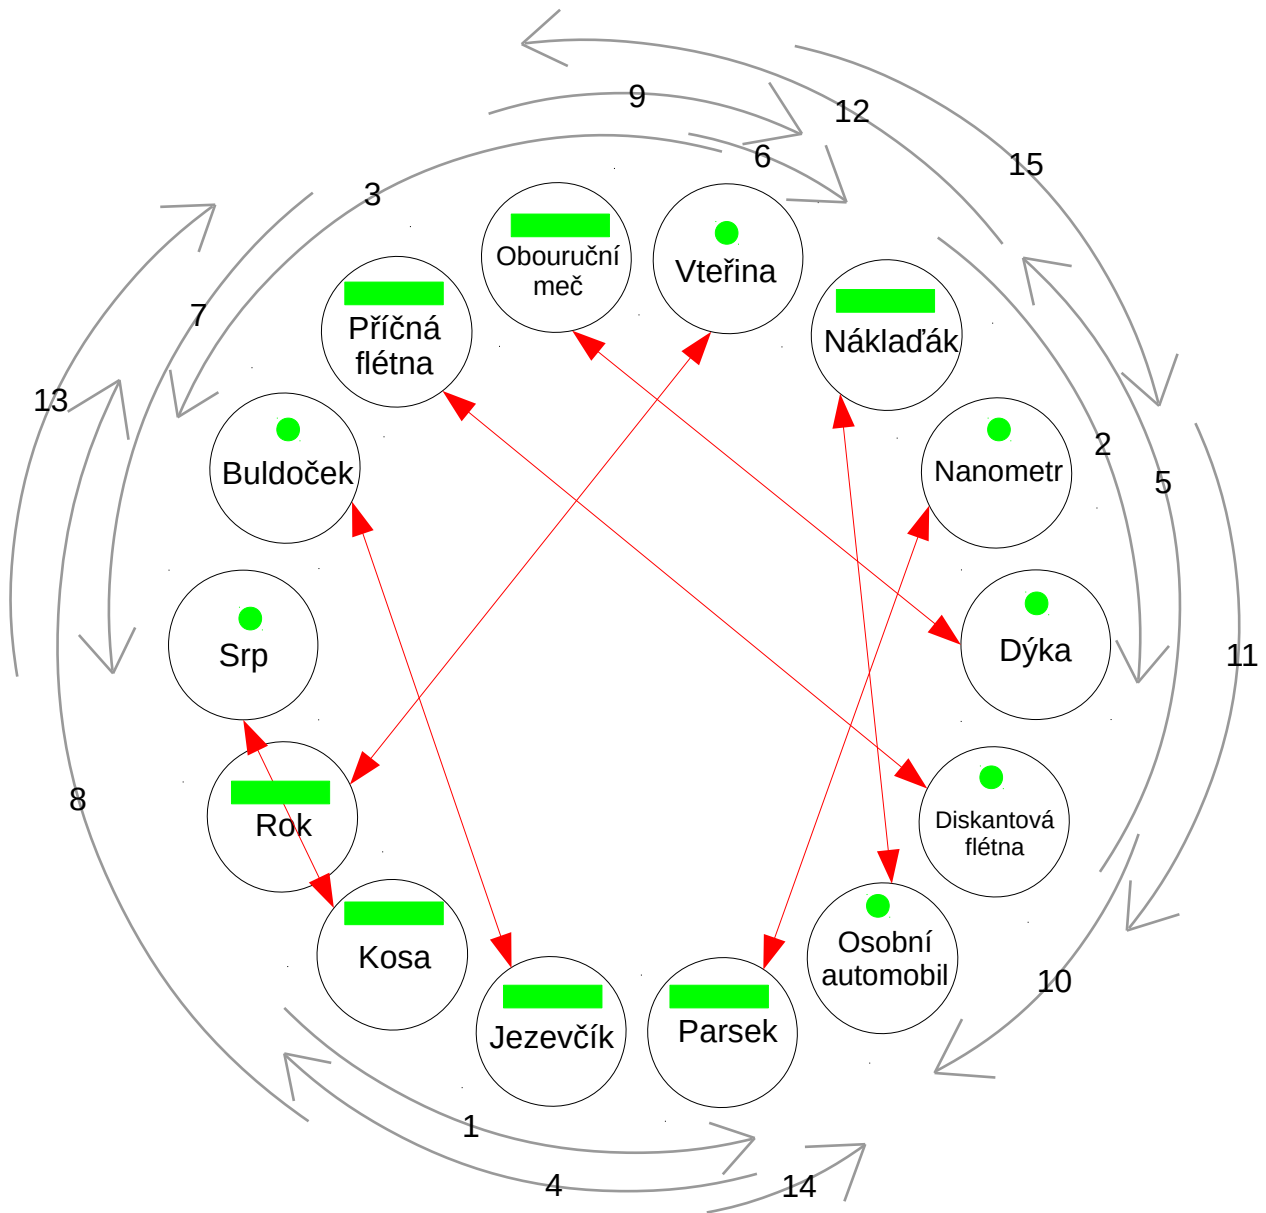 9
12
6
15
3
Obouruční
meč
Vteřina
7
Příčná
flétna
Náklaďák
13
2
Buldoček
Nanometr
5
Srp
Dýka
11
8
Rok
Diskantová
flétna
Kosa
Osobní
automobil
10
Jezevčík
Parsek
1
4
14